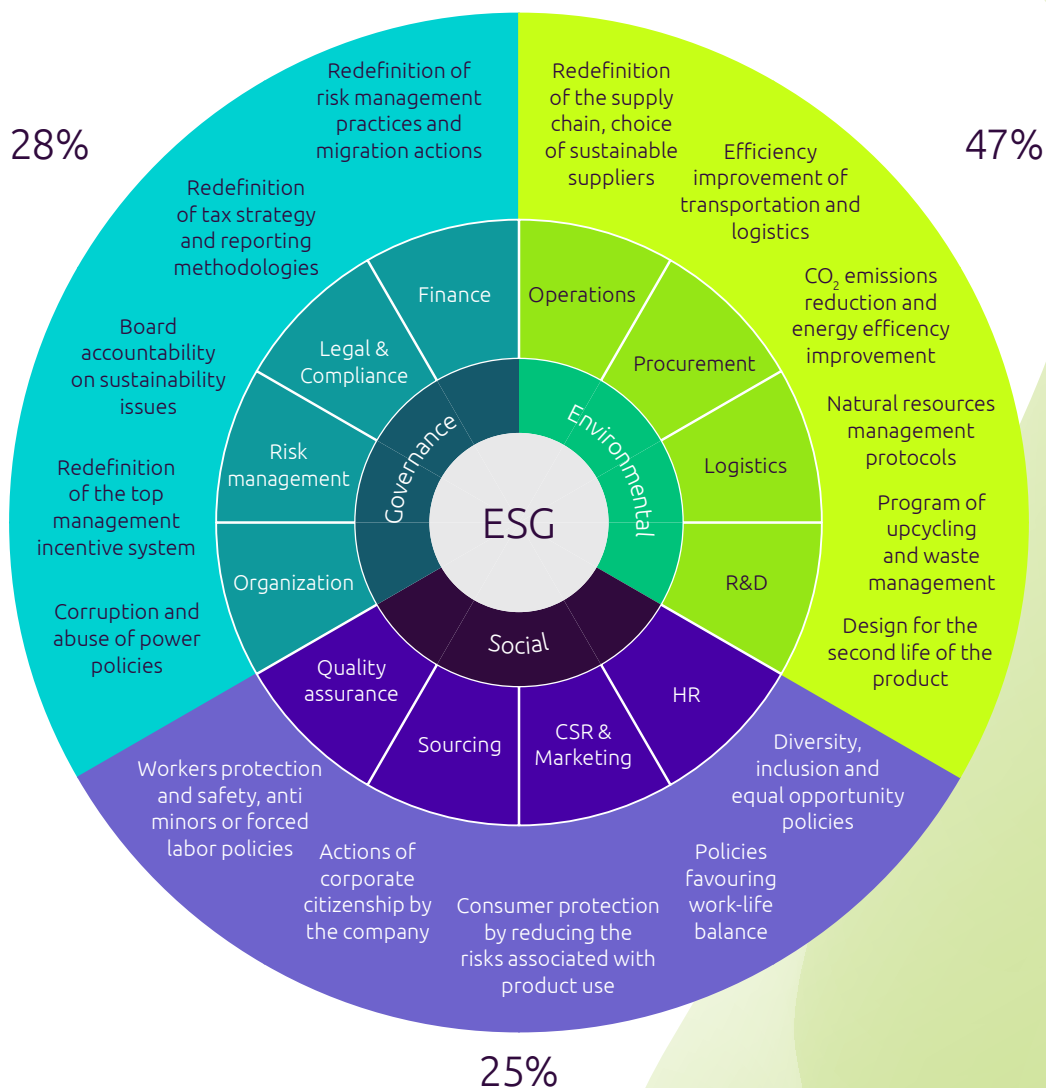 28%
47%
25%
Redefinition of
risk management
practices and
migration actions
Redefinition
of tax strategy
and reporting
methodologies
Board
accountability
on sustainability
issues
Redefinition
of the top
management
incentive system
Corruption and
abuse of power
policies
Redefinition
of the supply
chain, choice
of sustainable
suppliers
Efficiency
improvement of
transportation and
logistics
CO₂ emissions
reduction and
energy efficency
improvement
Natural resources
management
protocols
Program of
upcycling
and waste
management
Design for the
second life of the
product
Finance
Legal &
Compliance
Risk
management
Organization
Operations
Procurement
Logistics
R&D
Governance
Environmental
ESG
Social
Quality
assurance
Sourcing
CSR &
Marketing
HR
Workers protection
and safety, anti
minors or forced
labor policies
Actions of
corporate
citizenship by
the company
Consumer protection
by reducing the
risks associated with
product use
Policies
favouring
work-life
balance
Diversity,
inclusion and
equal opportunity
policies